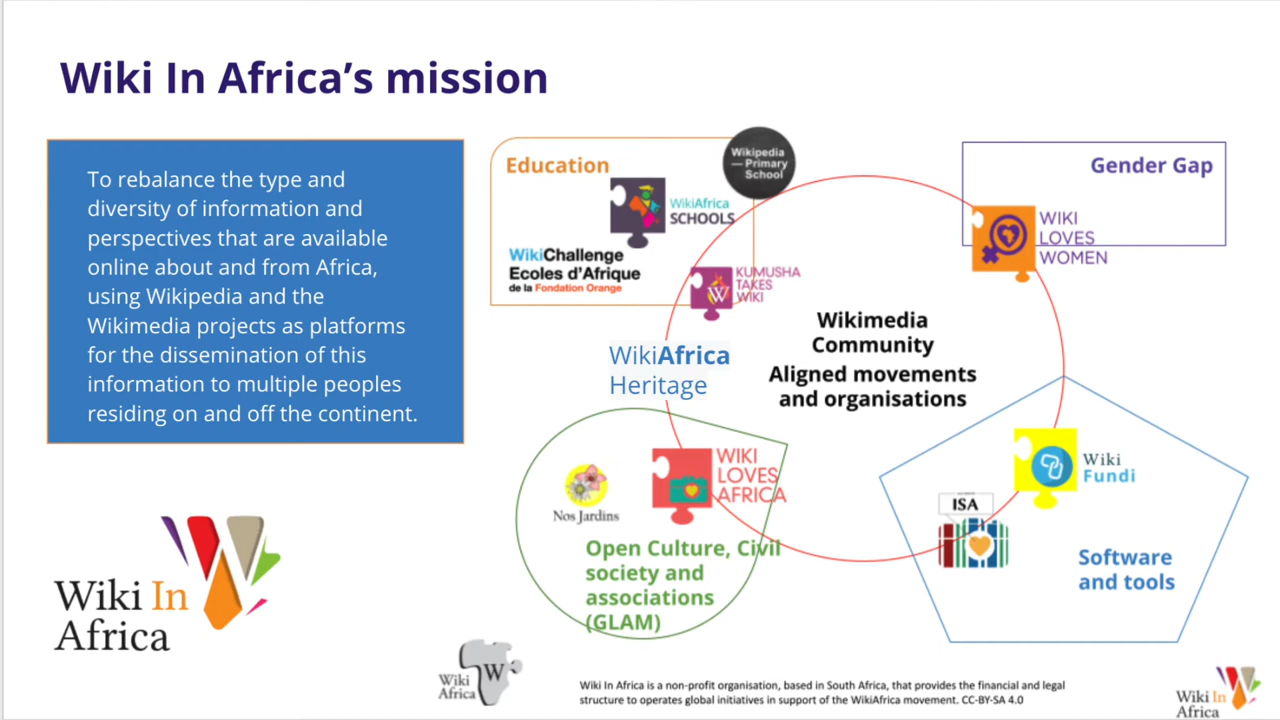 Wiki In Africa’s mission
To rebalance the type and
diversity of information and
perspectives that are available
online about and from Africa,
using Wikipedia and the
Wikimedia projects as platforms
for the dissemination of this
information to multiple peoples
residing on and off the continent.
Education
Wikipedia
— Primary
School
WikiAfrica
SCHOOLS
WikiChallenge
Ecoles d’Afrique
de la Fondation Orange
KUMUSHA
TAKES
WIKI
W
Gender Gap
WIKI
LOVES
WOMEN
Wikimedia
Community
Aligned movements
and organisations
WikiAfrica
Heritage
WIKI
LOVES
AFRICA
Nos Jardins
Open Culture, Civil
society and
associations
(GLAM)
Wiki
Fundi
ISA
Software
and tools
Wiki In
Africa
Wiki
Africa
W
Wiki In Africa is a non-profit organisation, based in South Africa, that provides the financial and legal
structure to operates global initiatives in support of the WikiAfrica movement. CC-BY-SA 4.0
Wiki In
Africa